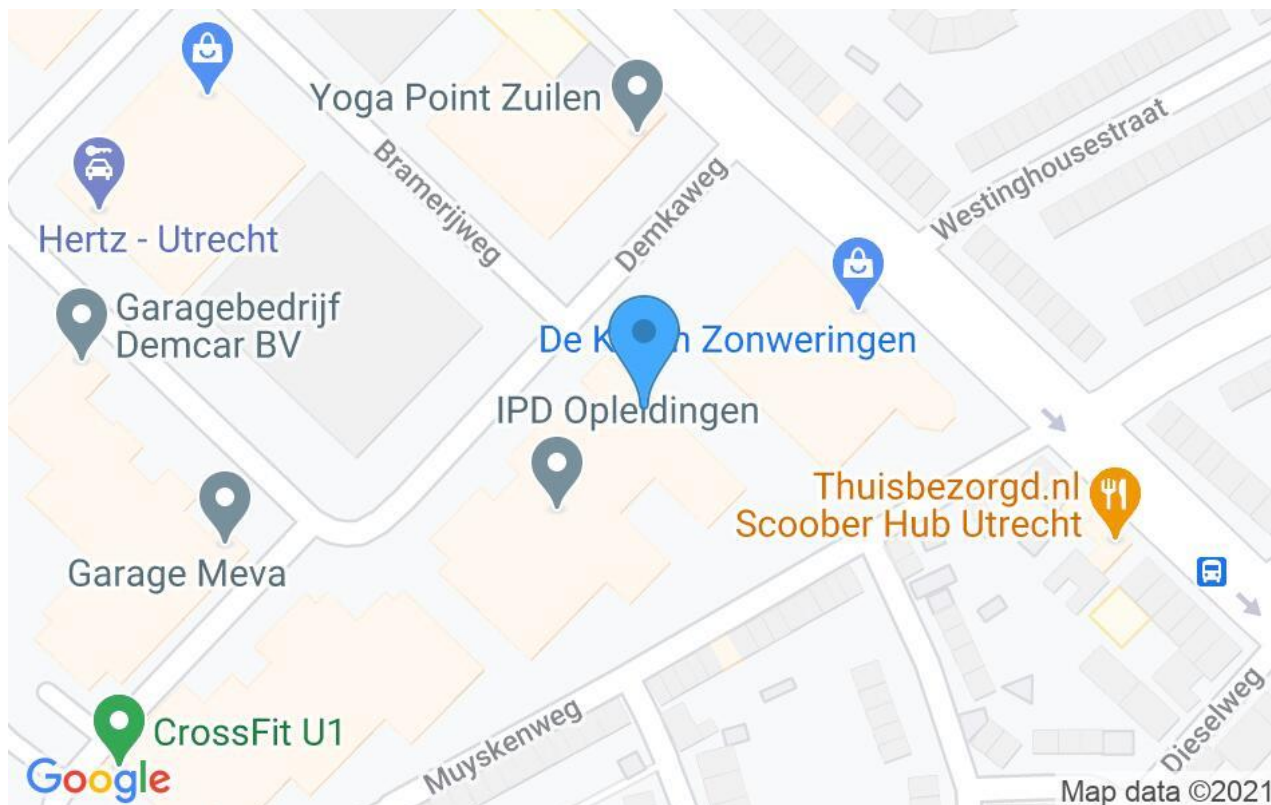 Yoga Point Zuilen
Bramerijweg
Demkaweg
Westinghousestraat
Hertz - Utrecht
Garagebedrijf
Demcar BV
De K n Zonweringen
IPD Opleidingen
Thuisbezorgd.nl
Scoober Hub Utrecht
Garage Meva
CrossFit U1
Muyskenweg
Dieselweg
Google
Map data ©2021